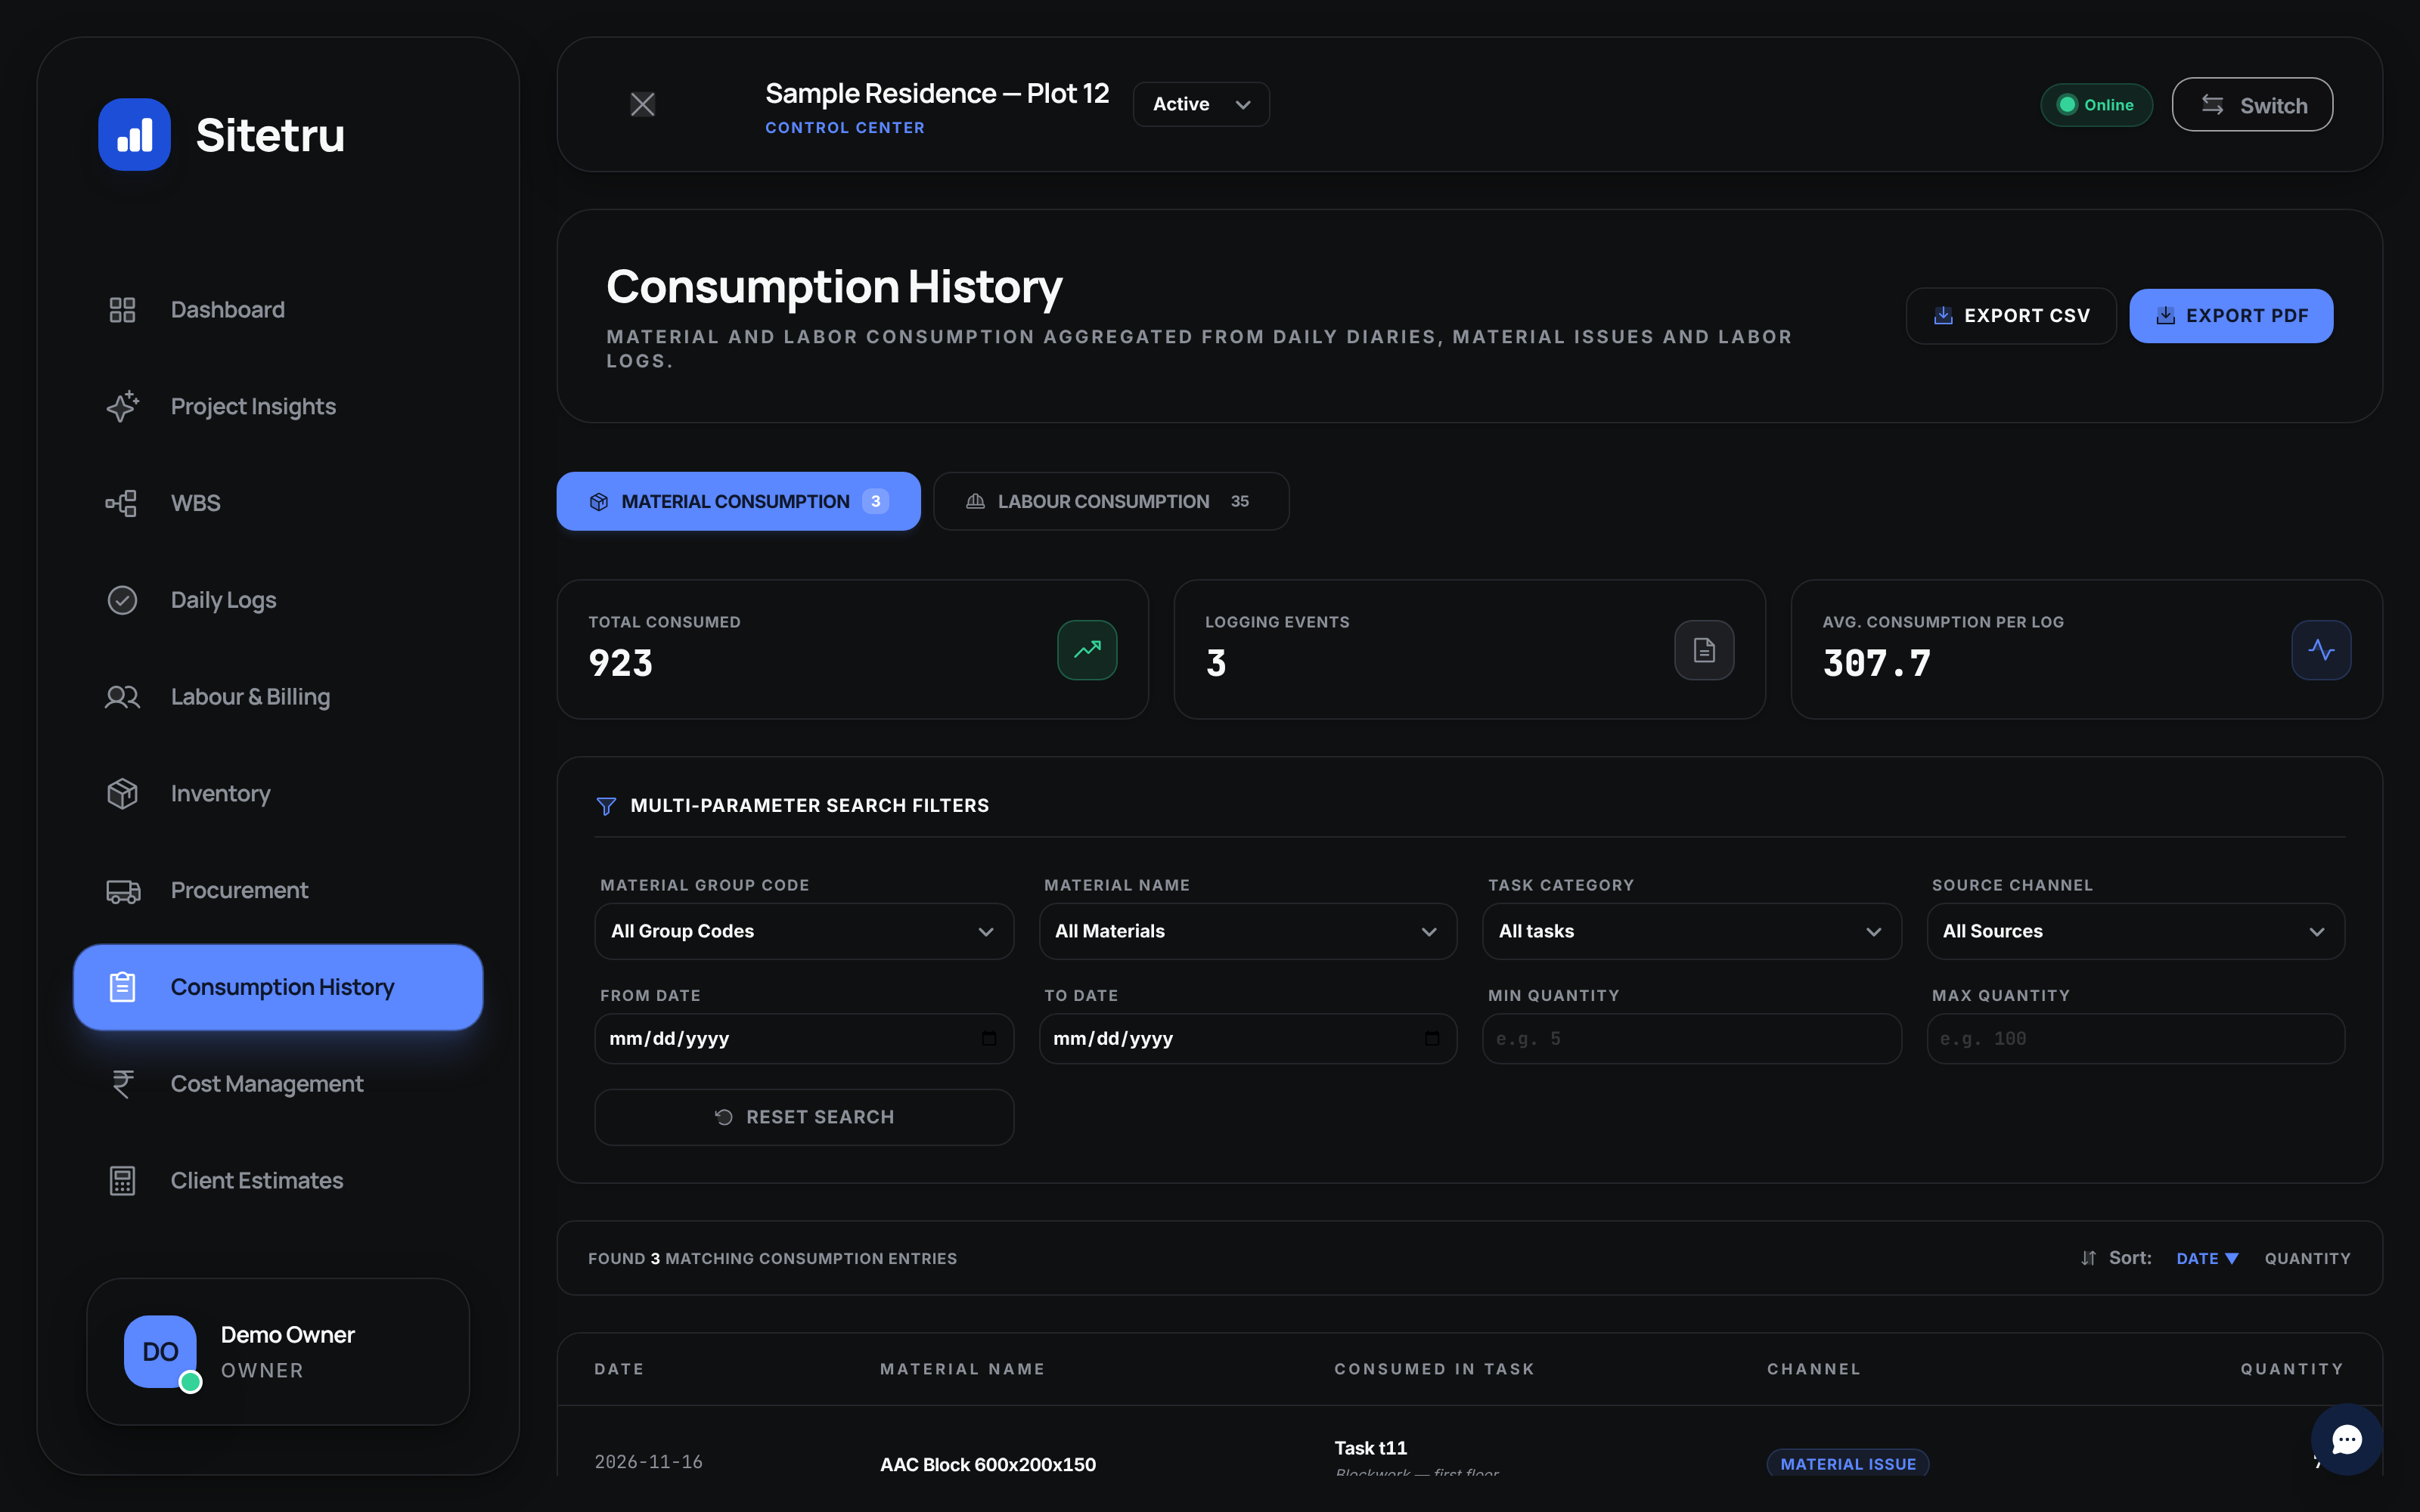 Sitetru
Dashboard
Project Insights
WBS
Daily Logs
Labour & Billing
Inventory
Procurement
Consumption History
Cost Management
Client Estimates
DO
Demo Owner
OWNER
Sample Residence — Plot 12
CONTROL CENTER
Active
Online
Switch
Consumption History
MATERIAL AND LABOR CONSUMPTION AGGREGATED FROM DAILY DIARIES, MATERIAL ISSUES AND LABOR
LOGS.
EXPORT CSV
EXPORT PDF
MATERIAL CONSUMPTION 3
LABOUR CONSUMPTION 35
TOTAL CONSUMED
923
LOGGING EVENTS
3
AVG. CONSUMPTION PER LOG
307.7
MULTI-PARAMETER SEARCH FILTERS
MATERIAL GROUP CODE
All Group Codes
MATERIAL NAME
All Materials
TASK CATEGORY
All tasks
SOURCE CHANNEL
All Sources
FROM DATE
mm/dd/yyyy
TO DATE
mm/dd/yyyy
MIN QUANTITY
e.g. 5
MAX QUANTITY
e.g. 100
RESET SEARCH
FOUND 3 MATCHING CONSUMPTION ENTRIES
Sort: DATE ▼ QUANTITY
DATE MATERIAL NAME CONSUMED IN TASK CHANNEL QUANTITY
2026-11-16 AAC Block 600x200x150 Task t11 MATERIAL ISSUE
Blockwork — first floor